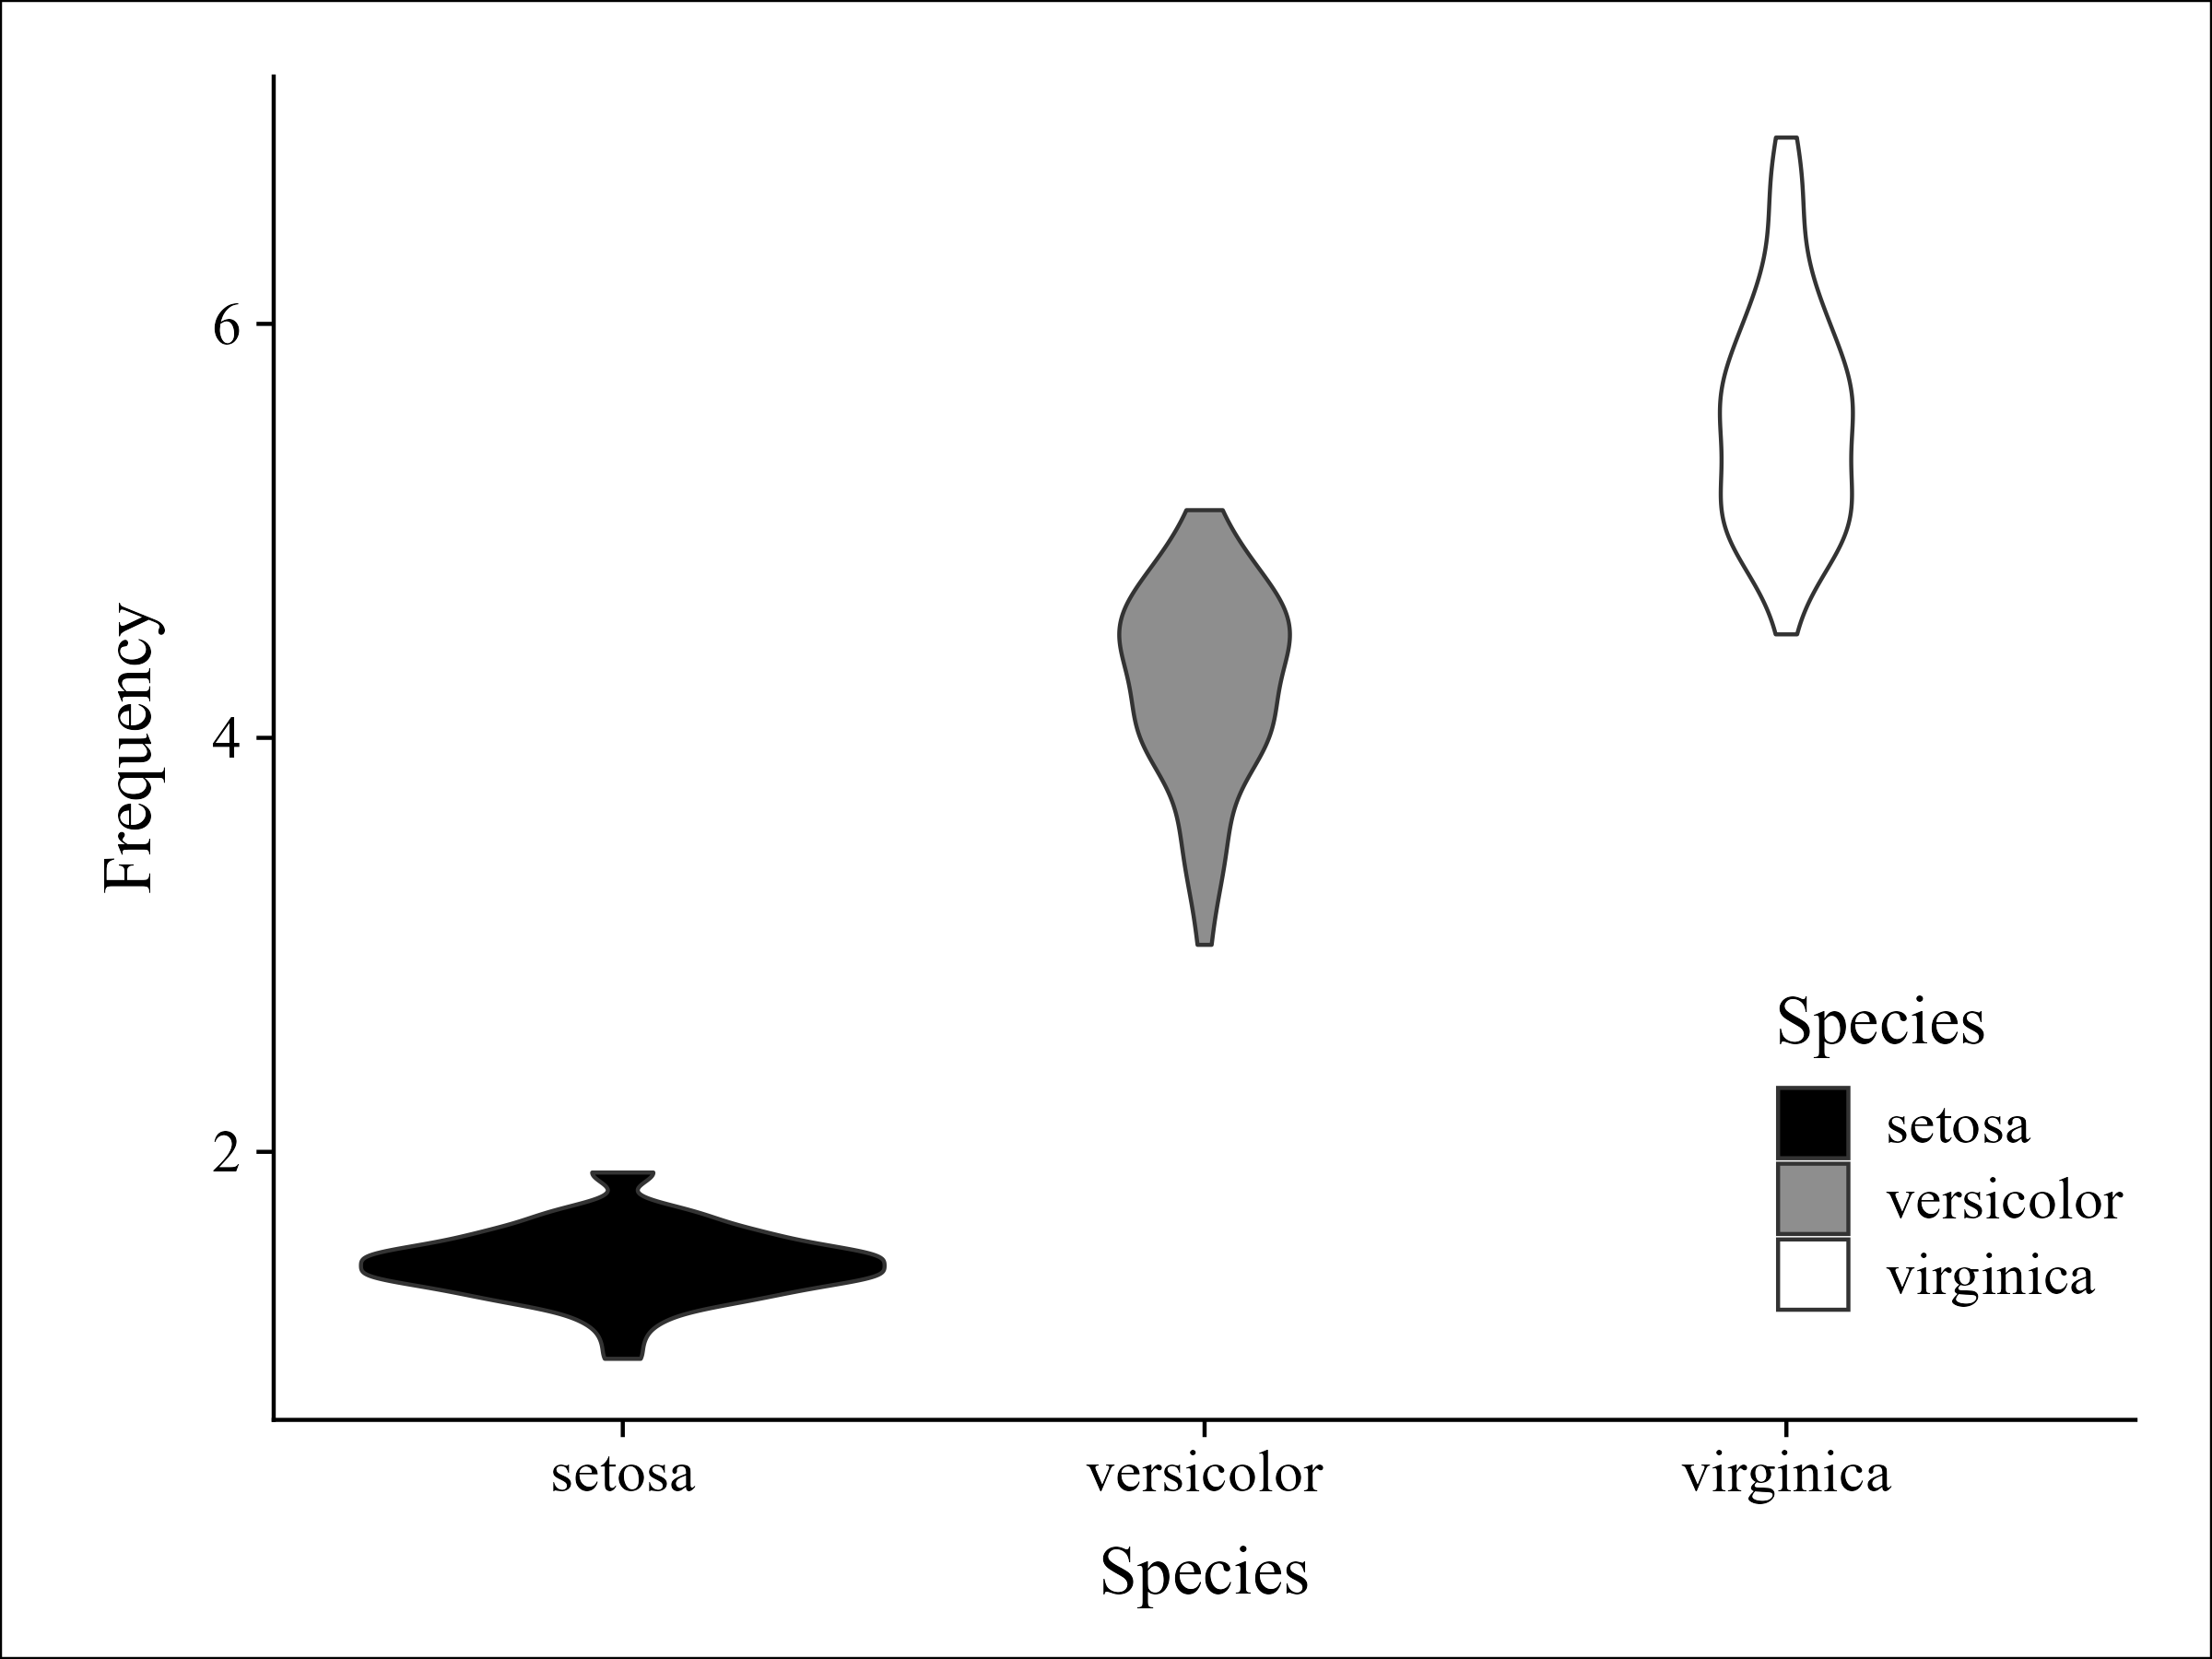 Frequency
6
4
2
setosa
versicolor
virginica
Species
Species
setosa
versicolor
virginica